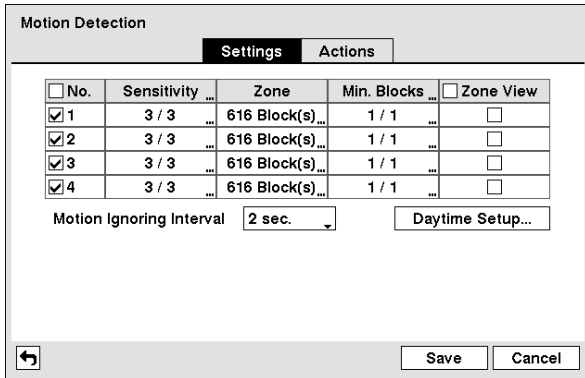 Motion Detection
Settings Actions
No. Sensitivity ... Zone Min. Blocks ... Zone View
1 3 / 3 ... 616 Block(s)... 1 / 1 ...
2 3 / 3 ... 616 Block(s)... 1 / 1 ...
3 3 / 3 ... 616 Block(s)... 1 / 1 ...
4 3 / 3 ... 616 Block(s)... 1 / 1 ...
Motion Ignoring Interval 2 sec. Daytime Setup...
Save Cancel